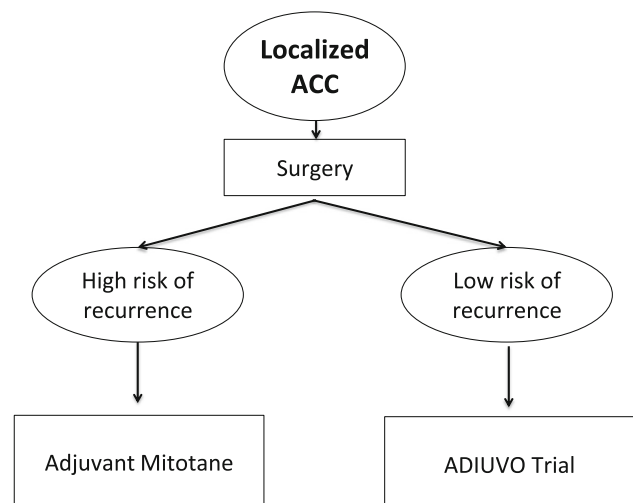 Localized
ACC
Surgery
High risk of
recurrence
Low risk of
recurrence
Adjuvant Mitotane
ADIUVO Trial